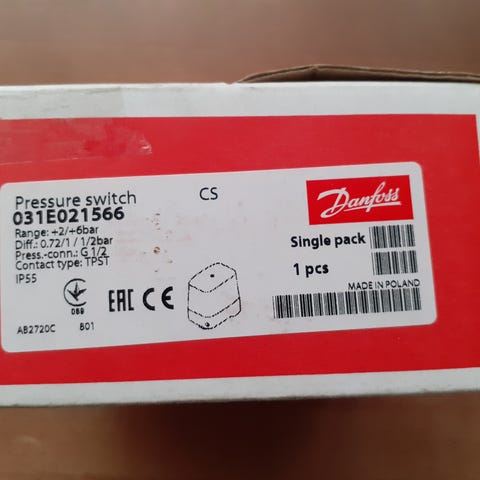 Pressure switch
031E021566
CS
Range: +2/+6bar
Diff.: 0.72/1 / 1/2bar
Press.-conn.: G 1/2
Contact type: TPST
IP55
089
EAC CE
AB2720C 801
Danfoss
Single pack
1 pcs
MADE IN POLAND